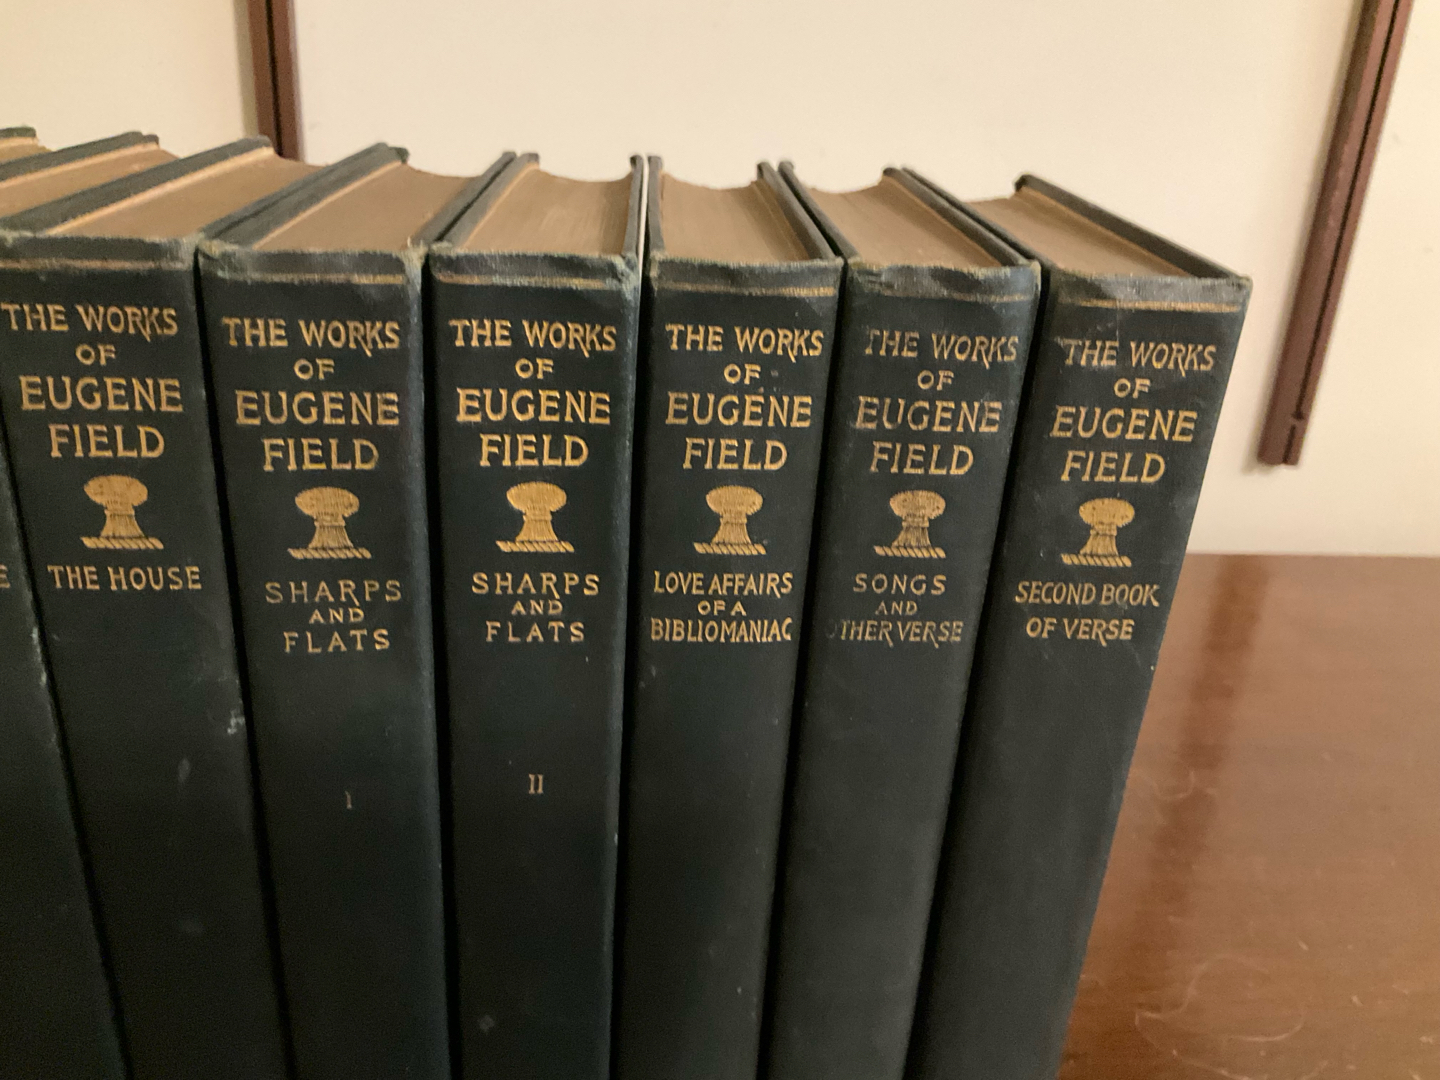 E
THE WORKS
OF
EUGENE
FIELD
THE HOUSE
THE WORKS
OF
EUGENE
FIELD
SHARPS
AND
FLATS
I
THE WORKS
OF
EUGENE
FIELD
SHARPS
AND
FLATS
II
THE WORKS
OF
EUGENE
FIELD
LOVE AFFAIRS
OF A
BIBLIOMANIAC
THE WORKS
OF
EUGENE
FIELD
SONGS
AND
OTHER VERSE
THE WORKS
OF
EUGENE
FIELD
SECOND BOOK
OF VERSE